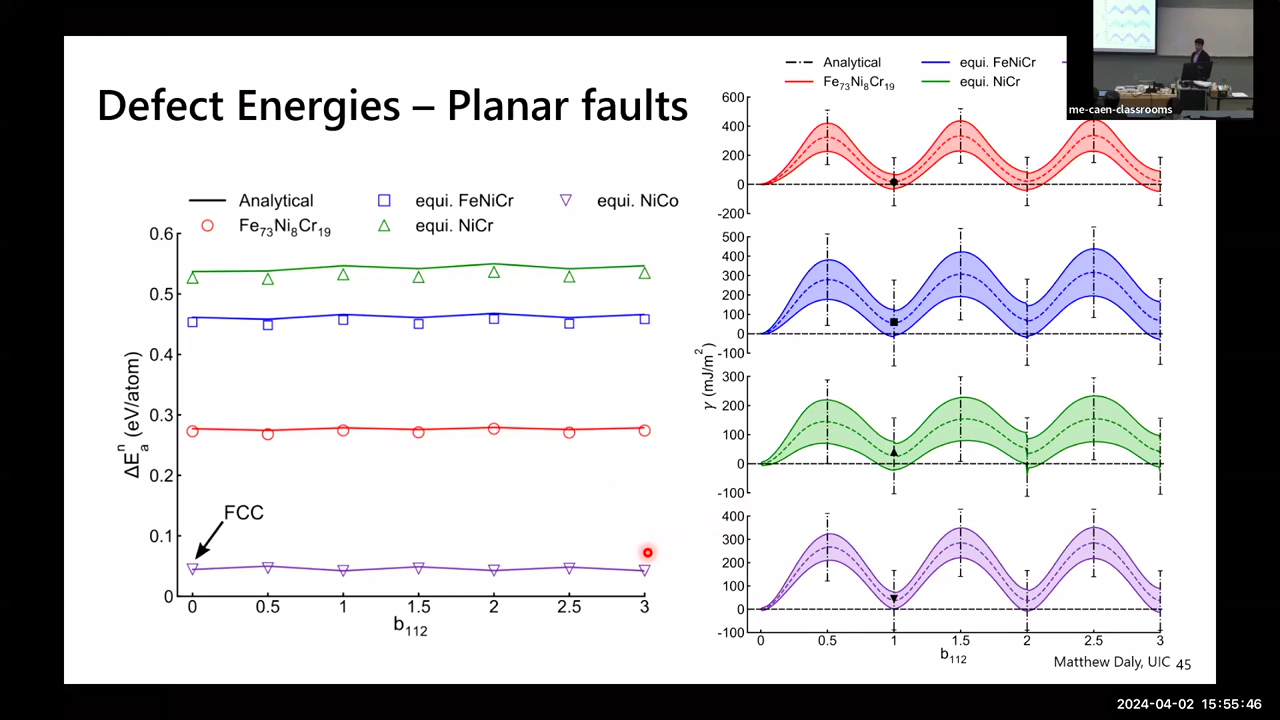 Defect Energies – Planar faults
Analytical
equi. FeNiCr
equi. NiCo
Fe73Ni8Cr19
equi. NiCr
0.6
0.5
0.4
0.3
0.2
0.1
0
ΔE_a^n (eV/atom)
FCC
0
0.5
1
1.5
2
2.5
3
b112
Analytical
equi. FeNiCr
Fe73Ni8Cr19
equi. NiCr
600
400
200
0
-200
500
400
300
200
100
0
-100
300
200
100
0
-100
400
300
200
100
0
-100
γ (mJ/m²)
0
0.5
1
1.5
2
2.5
3
b112
Matthew Daly, UIC 45
me-caen-classrooms
2024-04-02 15:55:46